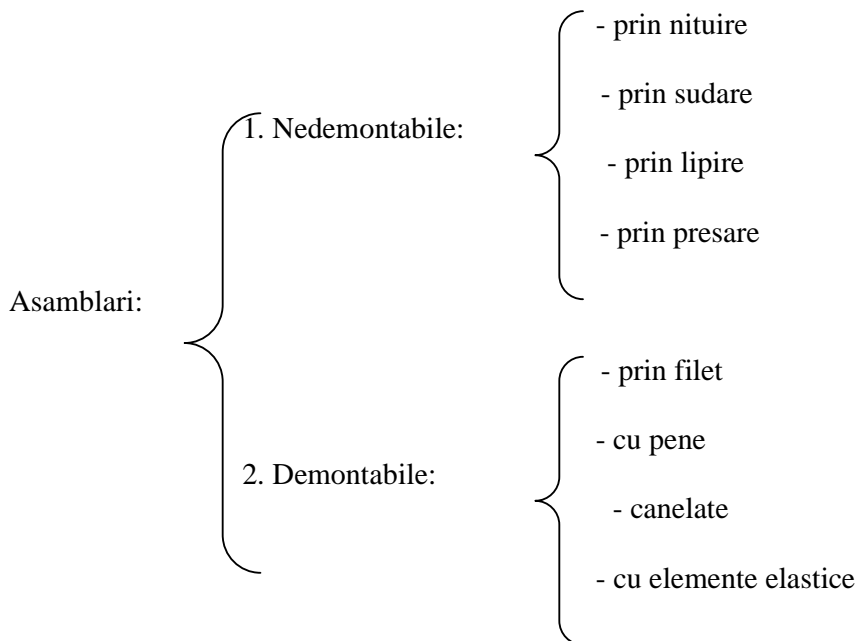 Asamblari:
1. Nedemontabile:
- prin nituire
- prin sudare
- prin lipire
- prin presare
2. Demontabile:
- prin filet
- cu pene
- canelate
- cu elemente elastice